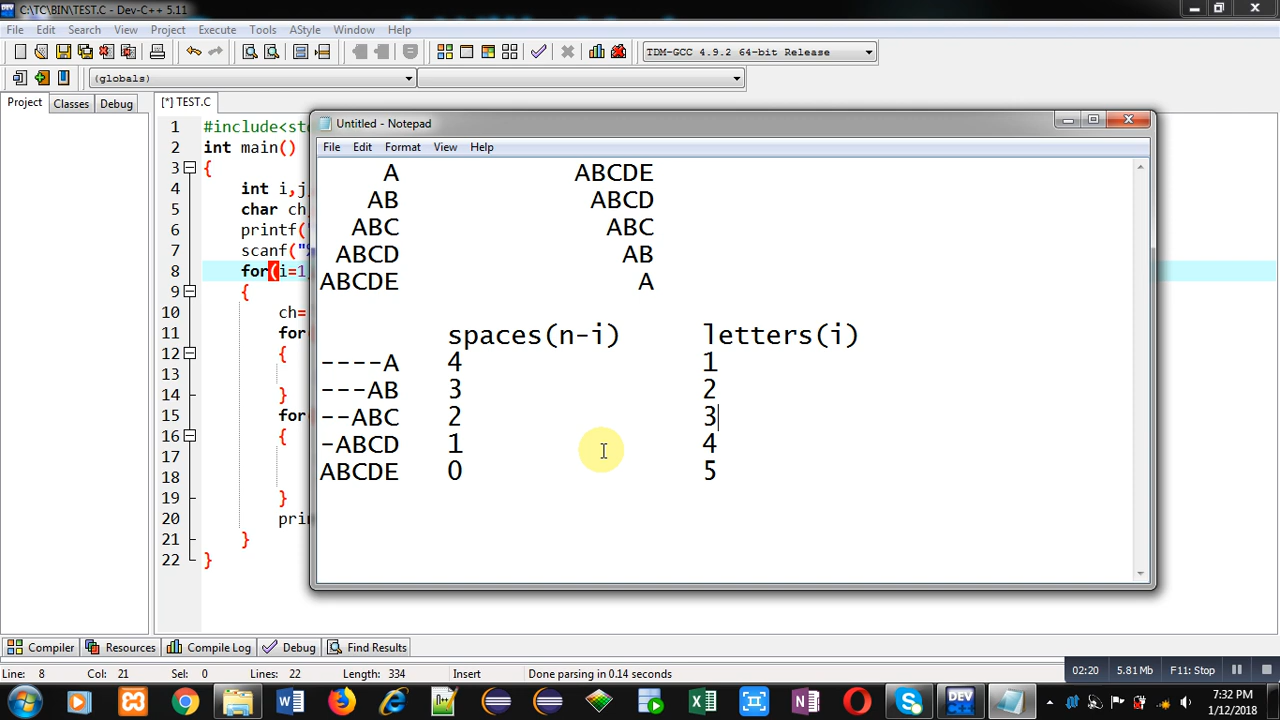 C:\TC\BIN\TEST.C - Dev-C++ 5.11
File Edit Search View Project Execute Tools AStyle Window Help
TDM-GCC 4.9.2 64-bit Release
(globals)
Project Classes Debug [*] TEST.C
Untitled - Notepad
File Edit Format View Help
A ABCDE
AB ABCD
ABC ABC
ABCD AB
ABCDE A
spaces(n-i) letters(i)
----A 4 1
---AB 3 2
--ABC 2 3
-ABCD 1 4
ABCDE 0 5
1 #include<st
2 int main()
3 {
4 int i,j
5 char ch
6 printf("
7 scanf("%
8 for(i=1
9 {
10 ch=
11 for
12 {
13
14 }
15 for
16 {
17
18
19 }
20 prin
21 }
22 }
Compiler Resources Compile Log Debug Find Results
Line: 8 Col: 21 Sel: 0 Lines: 22 Length: 334 Insert Done parsing in 0.14 seconds
02:20 5.81 Mb F11: Stop
DEV
7:32 PM
1/12/2018